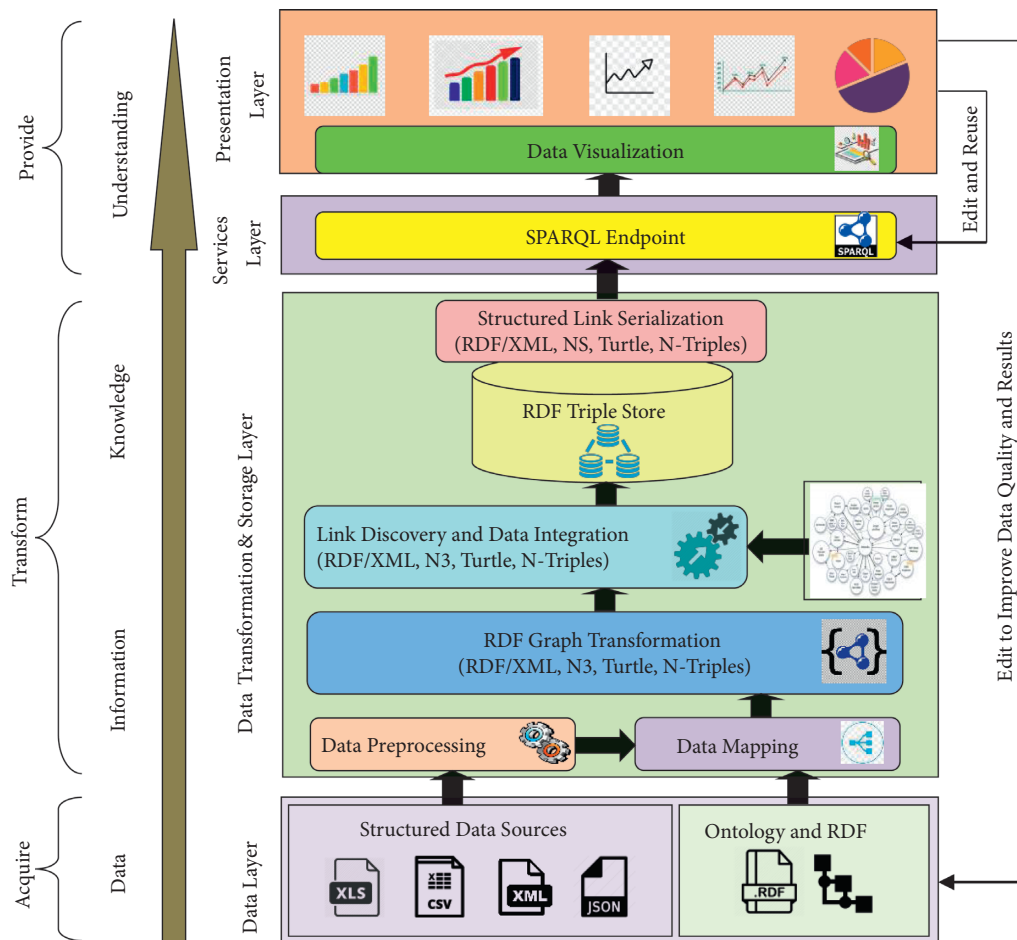 Provide
Understanding
Presentation
Layer
Data Visualization
Edit and Reuse
Services
Layer
SPARQL Endpoint
SPARQL
Transform
Knowledge
Information
Data Transformation & Storage Layer
Structured Link Serialization
(RDF/XML, NS, Turtle, N-Triples)
RDF Triple Store
Link Discovery and Data Integration
(RDF/XML, N3, Turtle, N-Triples)
RDF Graph Transformation
(RDF/XML, N3, Turtle, N-Triples)
Data Preprocessing
Data Mapping
Edit to Improve Data Quality and Results
Acquire
Data
Data Layer
Structured Data Sources
XLS
CSV
XML
JSON
Ontology and RDF
.RDF